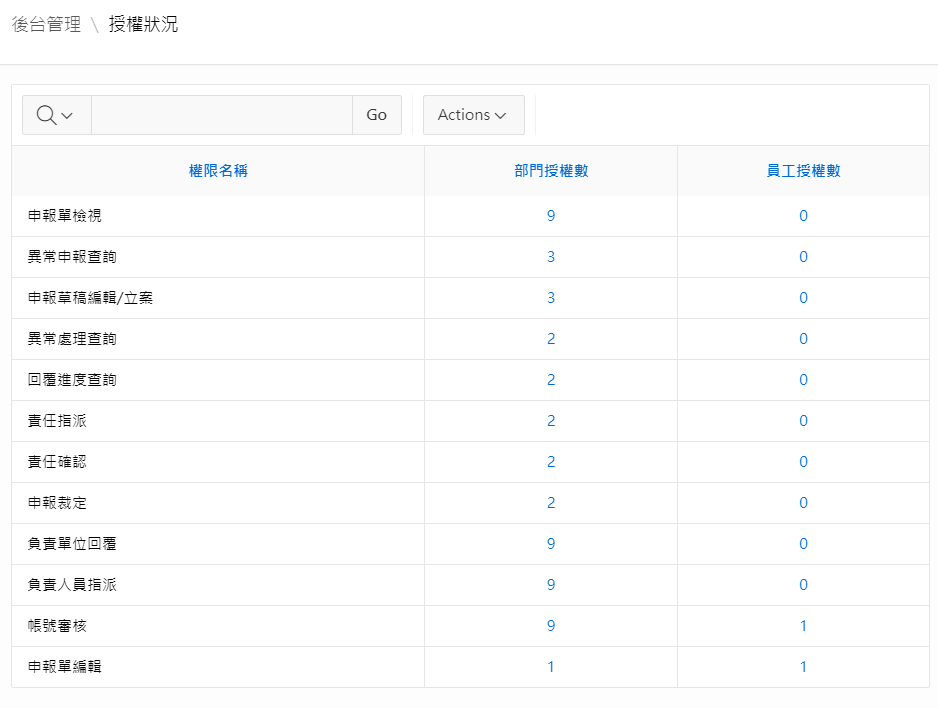 後台管理 \ 授權狀況
Go Actions
權限名稱 部門授權數 員工授權數
申報單檢視 9 0
異常申報查詢 3 0
申報草稿編輯/立案 3 0
異常處理查詢 2 0
回覆進度查詢 2 0
責任指派 2 0
責任確認 2 0
申報裁定 2 0
負責單位回覆 9 0
負責人員指派 9 0
帳號審核 9 1
申報單編輯 1 1